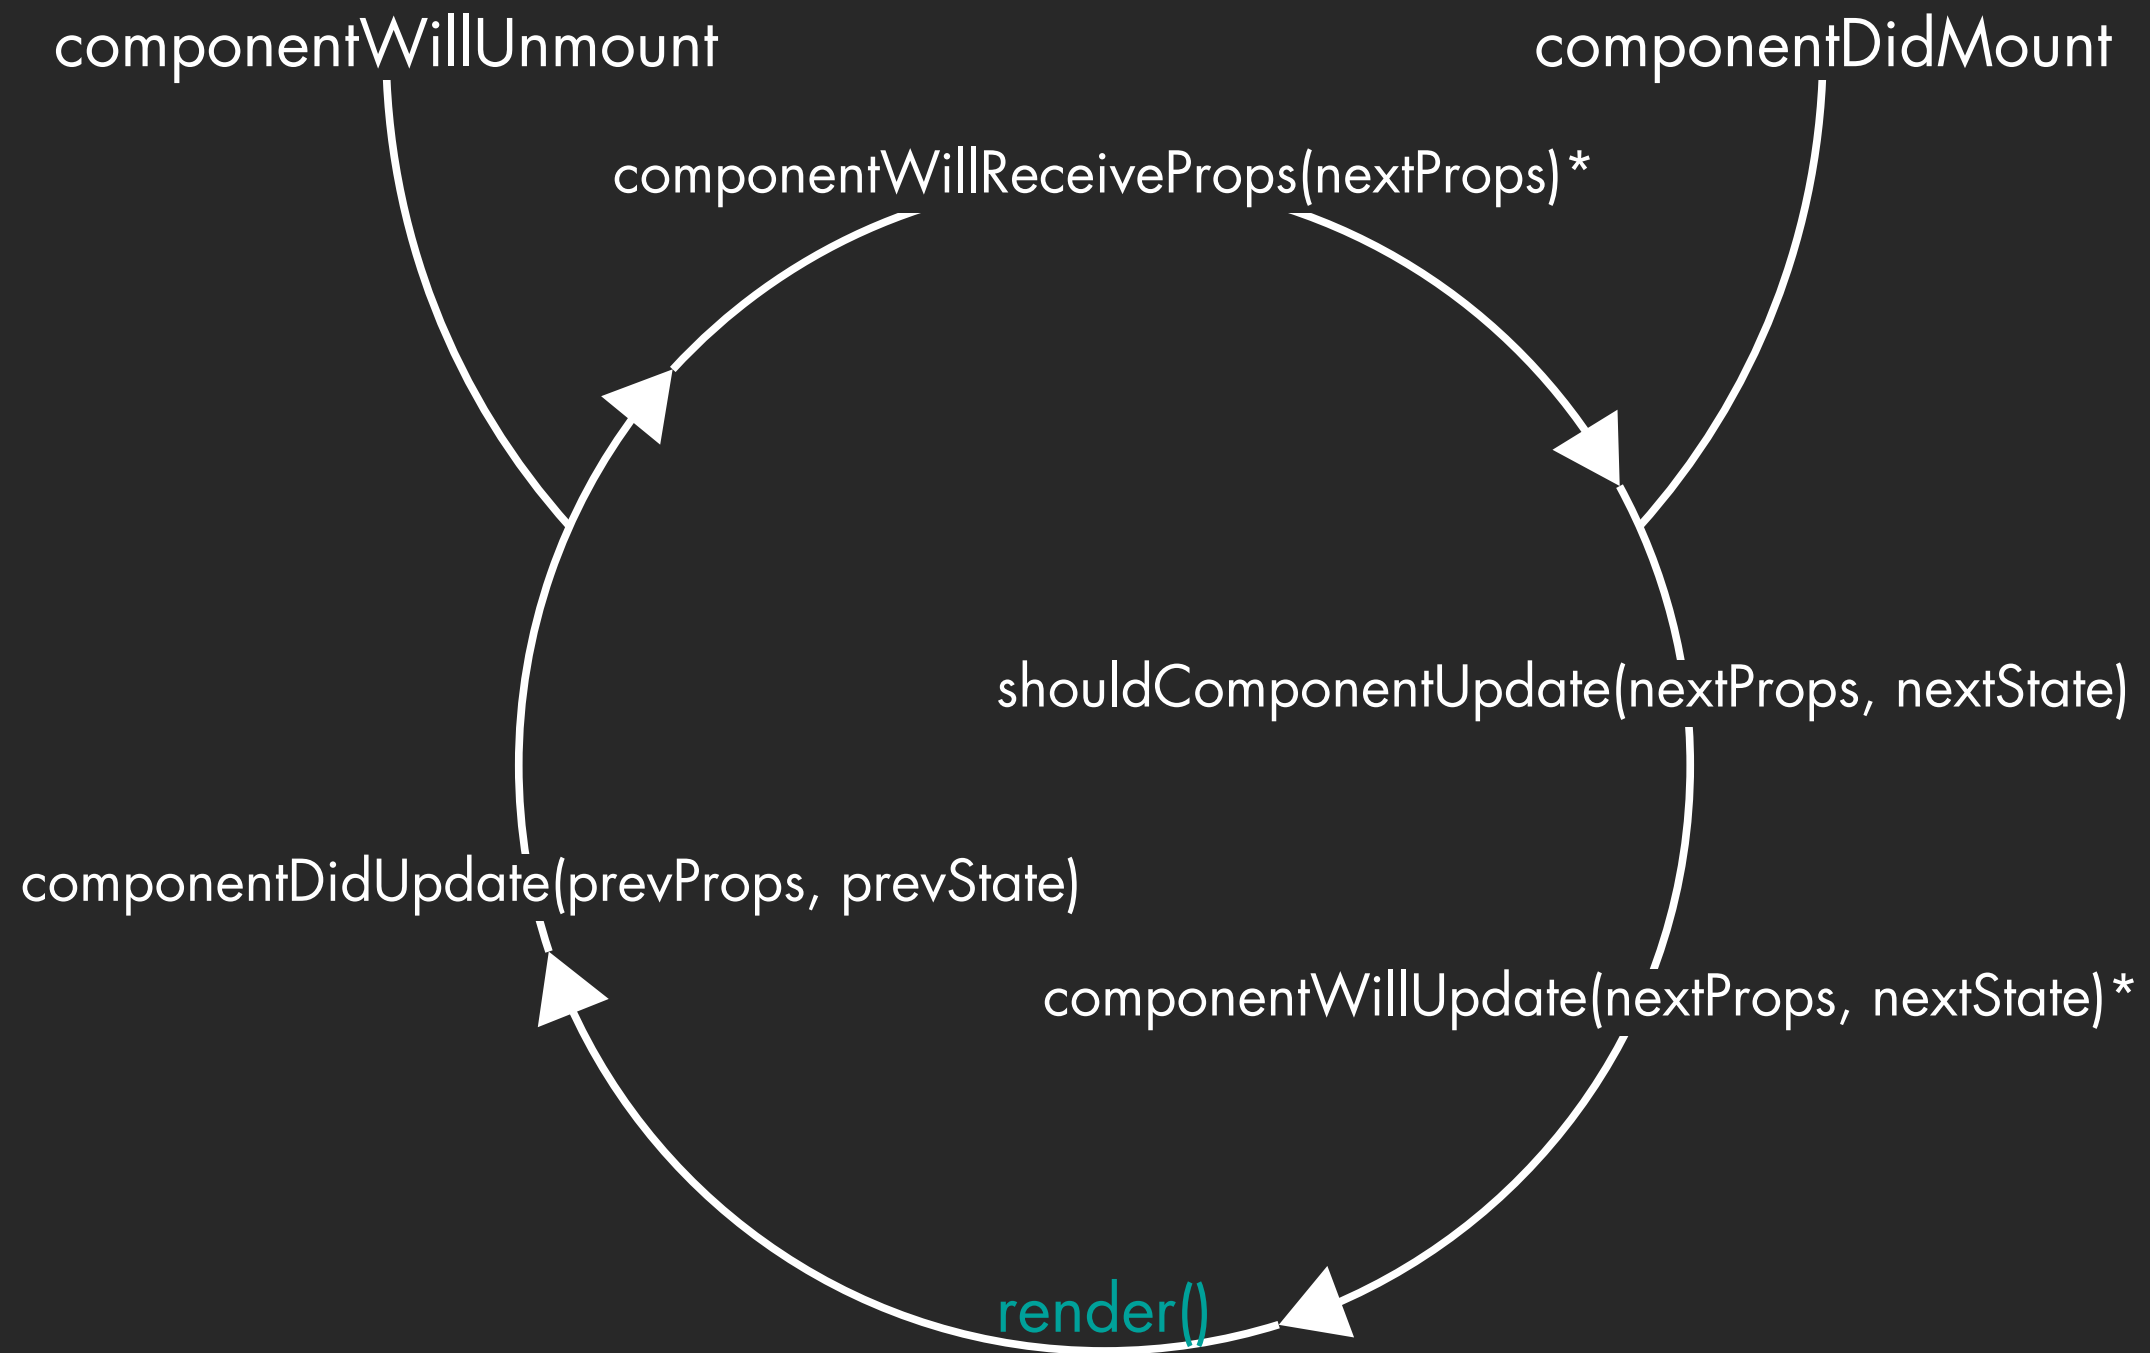 componentWillUnmount
componentDidMount
componentWillReceiveProps(nextProps)*
shouldComponentUpdate(nextProps, nextState)
componentDidUpdate(prevProps, prevState)
componentWillUpdate(nextProps, nextState)*
render()